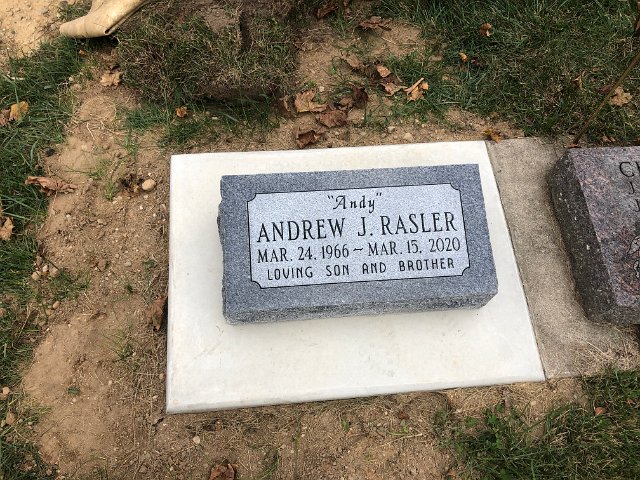 "Andy"
ANDREW J. RASLER
MAR. 24. 1966 ~ MAR. 15. 2020
LOVING SON AND BROTHER